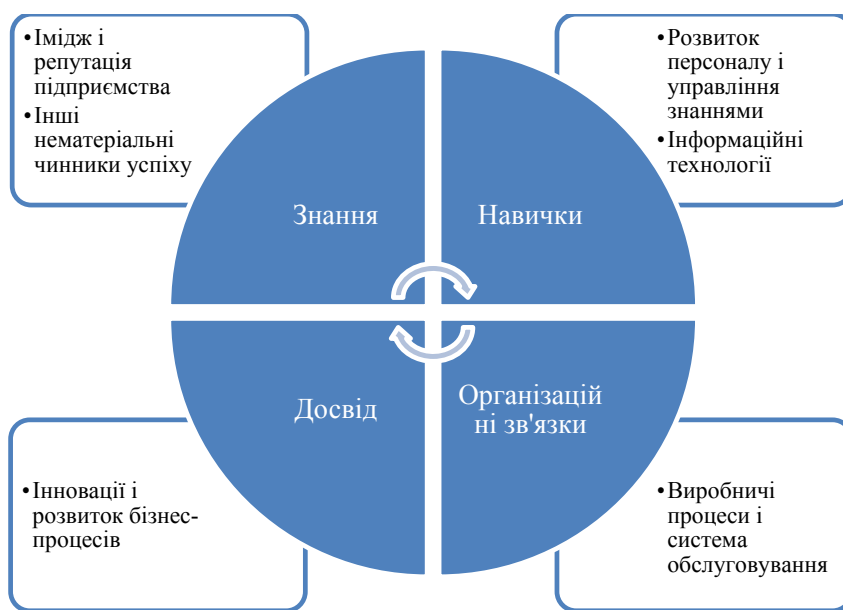 •Імідж і
репутація
підприємства
•Інші
нематеріальні
чинники успіху
•Розвиток
персоналу і
управління
знаннями
•Інформаційні
технології
Знання
Навички
Досвід
Організацій
ні зв'язки
•Інновації і
розвиток бізнес-
процесів
•Виробничі
процеси і
система
обслуговування